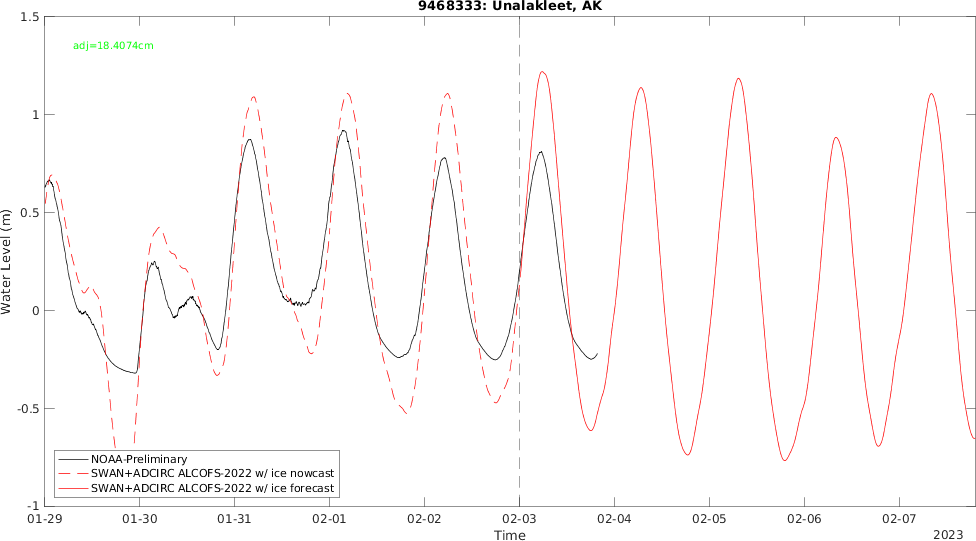 9468333: Unalakleet, AK
1.5
adj=18.4074cm
1
0.5
Water Level (m)
0
-0.5
NOAA-Preliminary
SWAN+ADCIRC ALCOFS-2022 w/ ice nowcast
SWAN+ADCIRC ALCOFS-2022 w/ ice forecast
-1
01-29 01-30 01-31 02-01 02-02 02-03 02-04 02-05 02-06 02-07
Time
2023